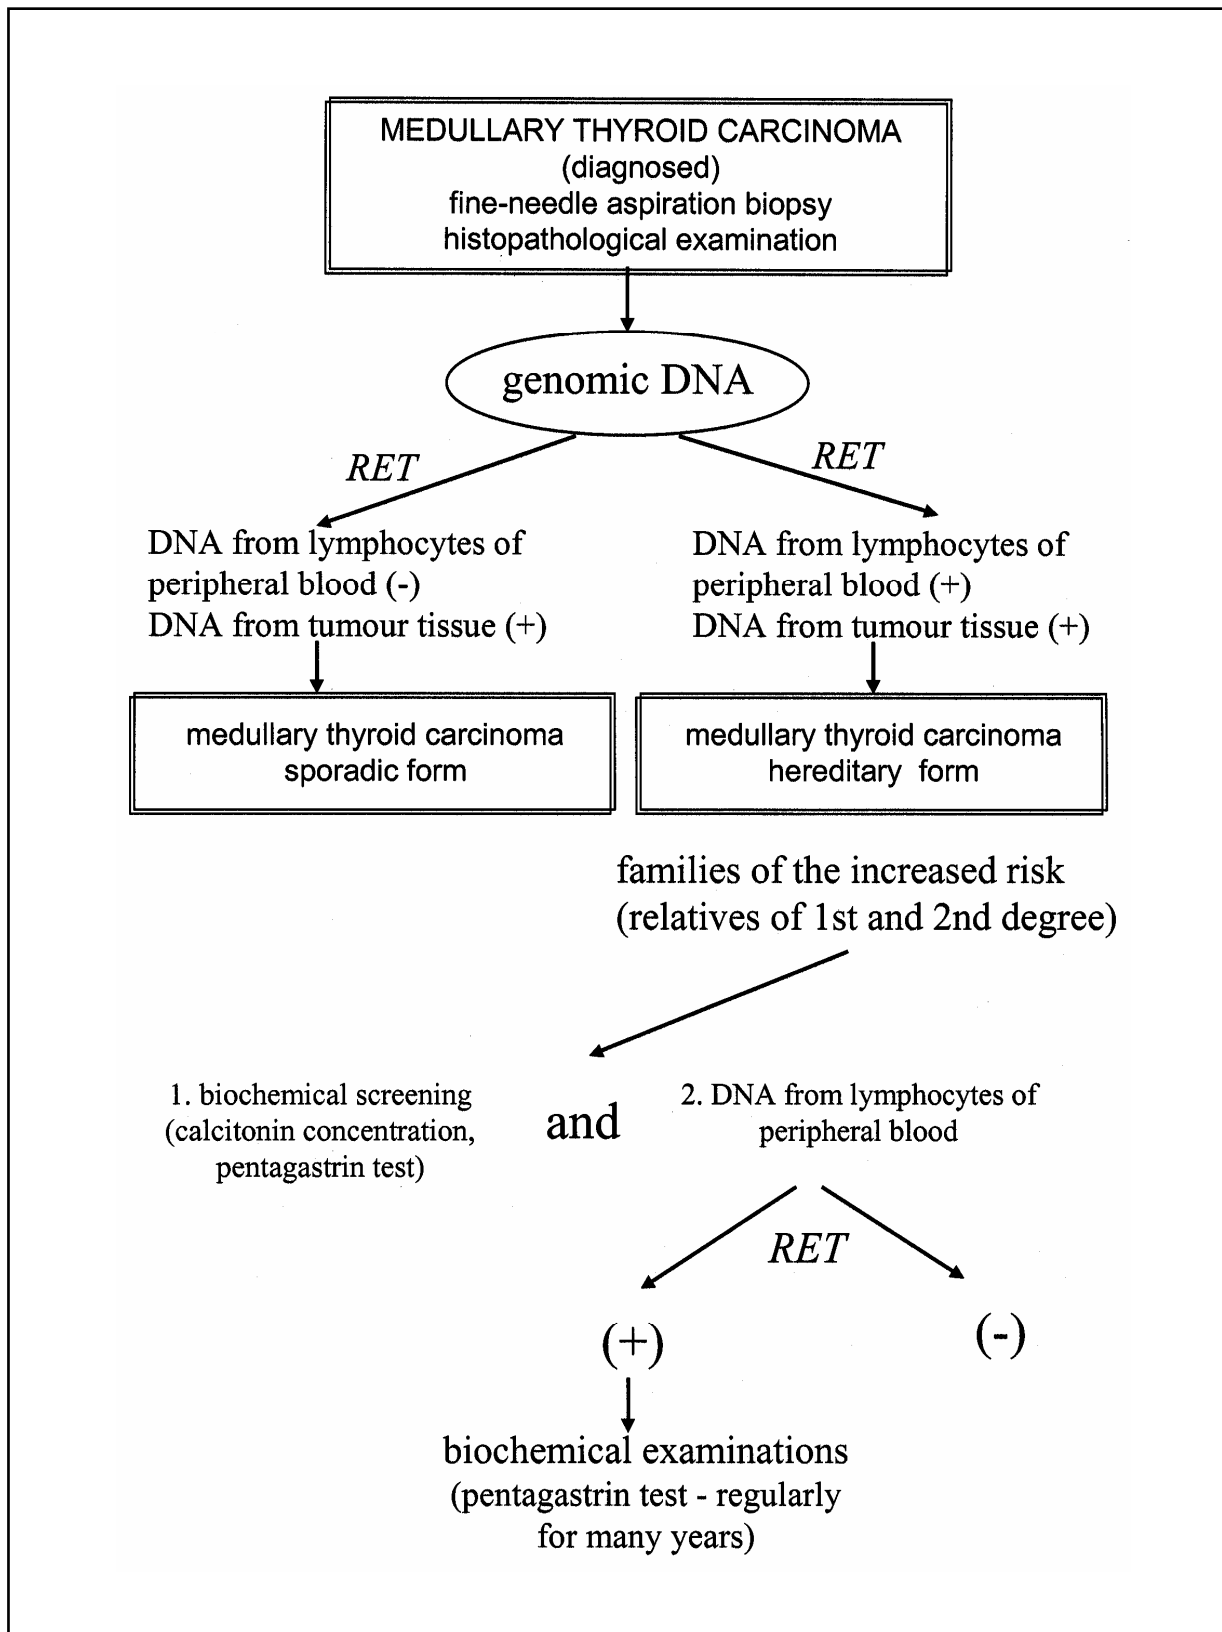 MEDULLARY THYROID CARCINOMA
(diagnosed)
fine-needle aspiration biopsy
histopathological examination
genomic DNA
RET
RET
DNA from lymphocytes of
peripheral blood (-)
DNA from tumour tissue (+)
DNA from lymphocytes of
peripheral blood (+)
DNA from tumour tissue (+)
medullary thyroid carcinoma
sporadic form
medullary thyroid carcinoma
hereditary form
families of the increased risk
(relatives of 1st and 2nd degree)
1. biochemical screening
(calcitonin concentration,
pentagastrin test)
and
2. DNA from lymphocytes of
peripheral blood
RET
(+)
(-)
biochemical examinations
(pentagastrin test - regularly
for many years)